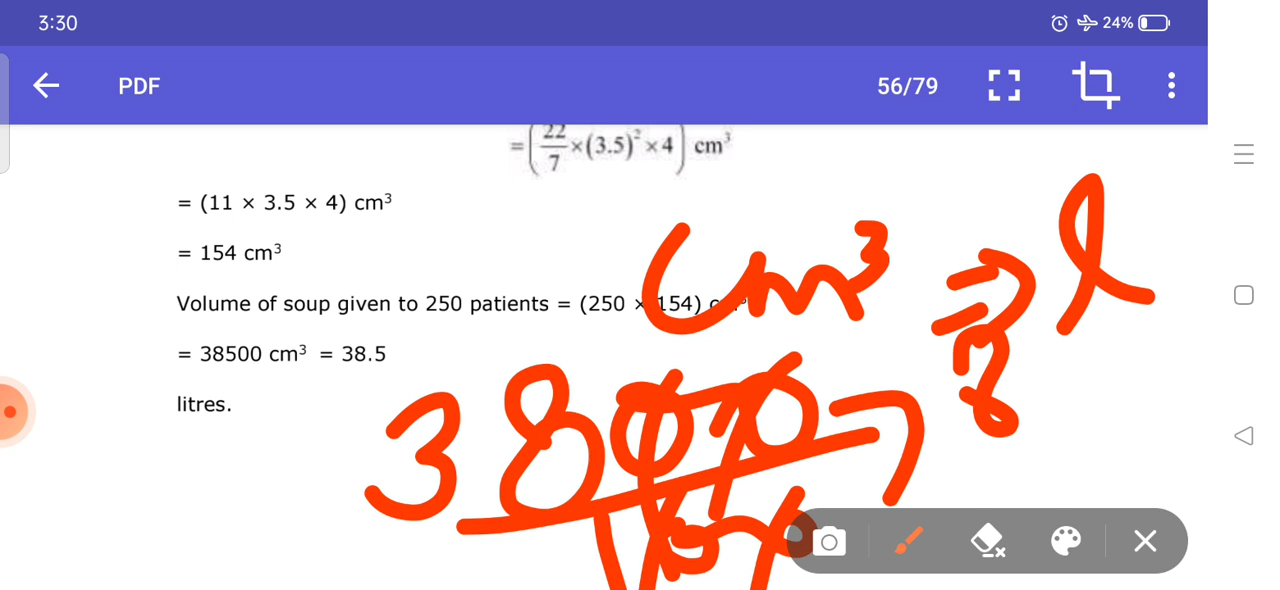 3:30 24%
PDF 56/79
= ( 22/7 × (3.5)² × 4 ) cm³
= (11 × 3.5 × 4) cm³
= 154 cm³
Volume of soup given to 250 patients = (250 × 154) cm³
= 38500 cm³ = 38.5
litres.
cm³ ⇒ l